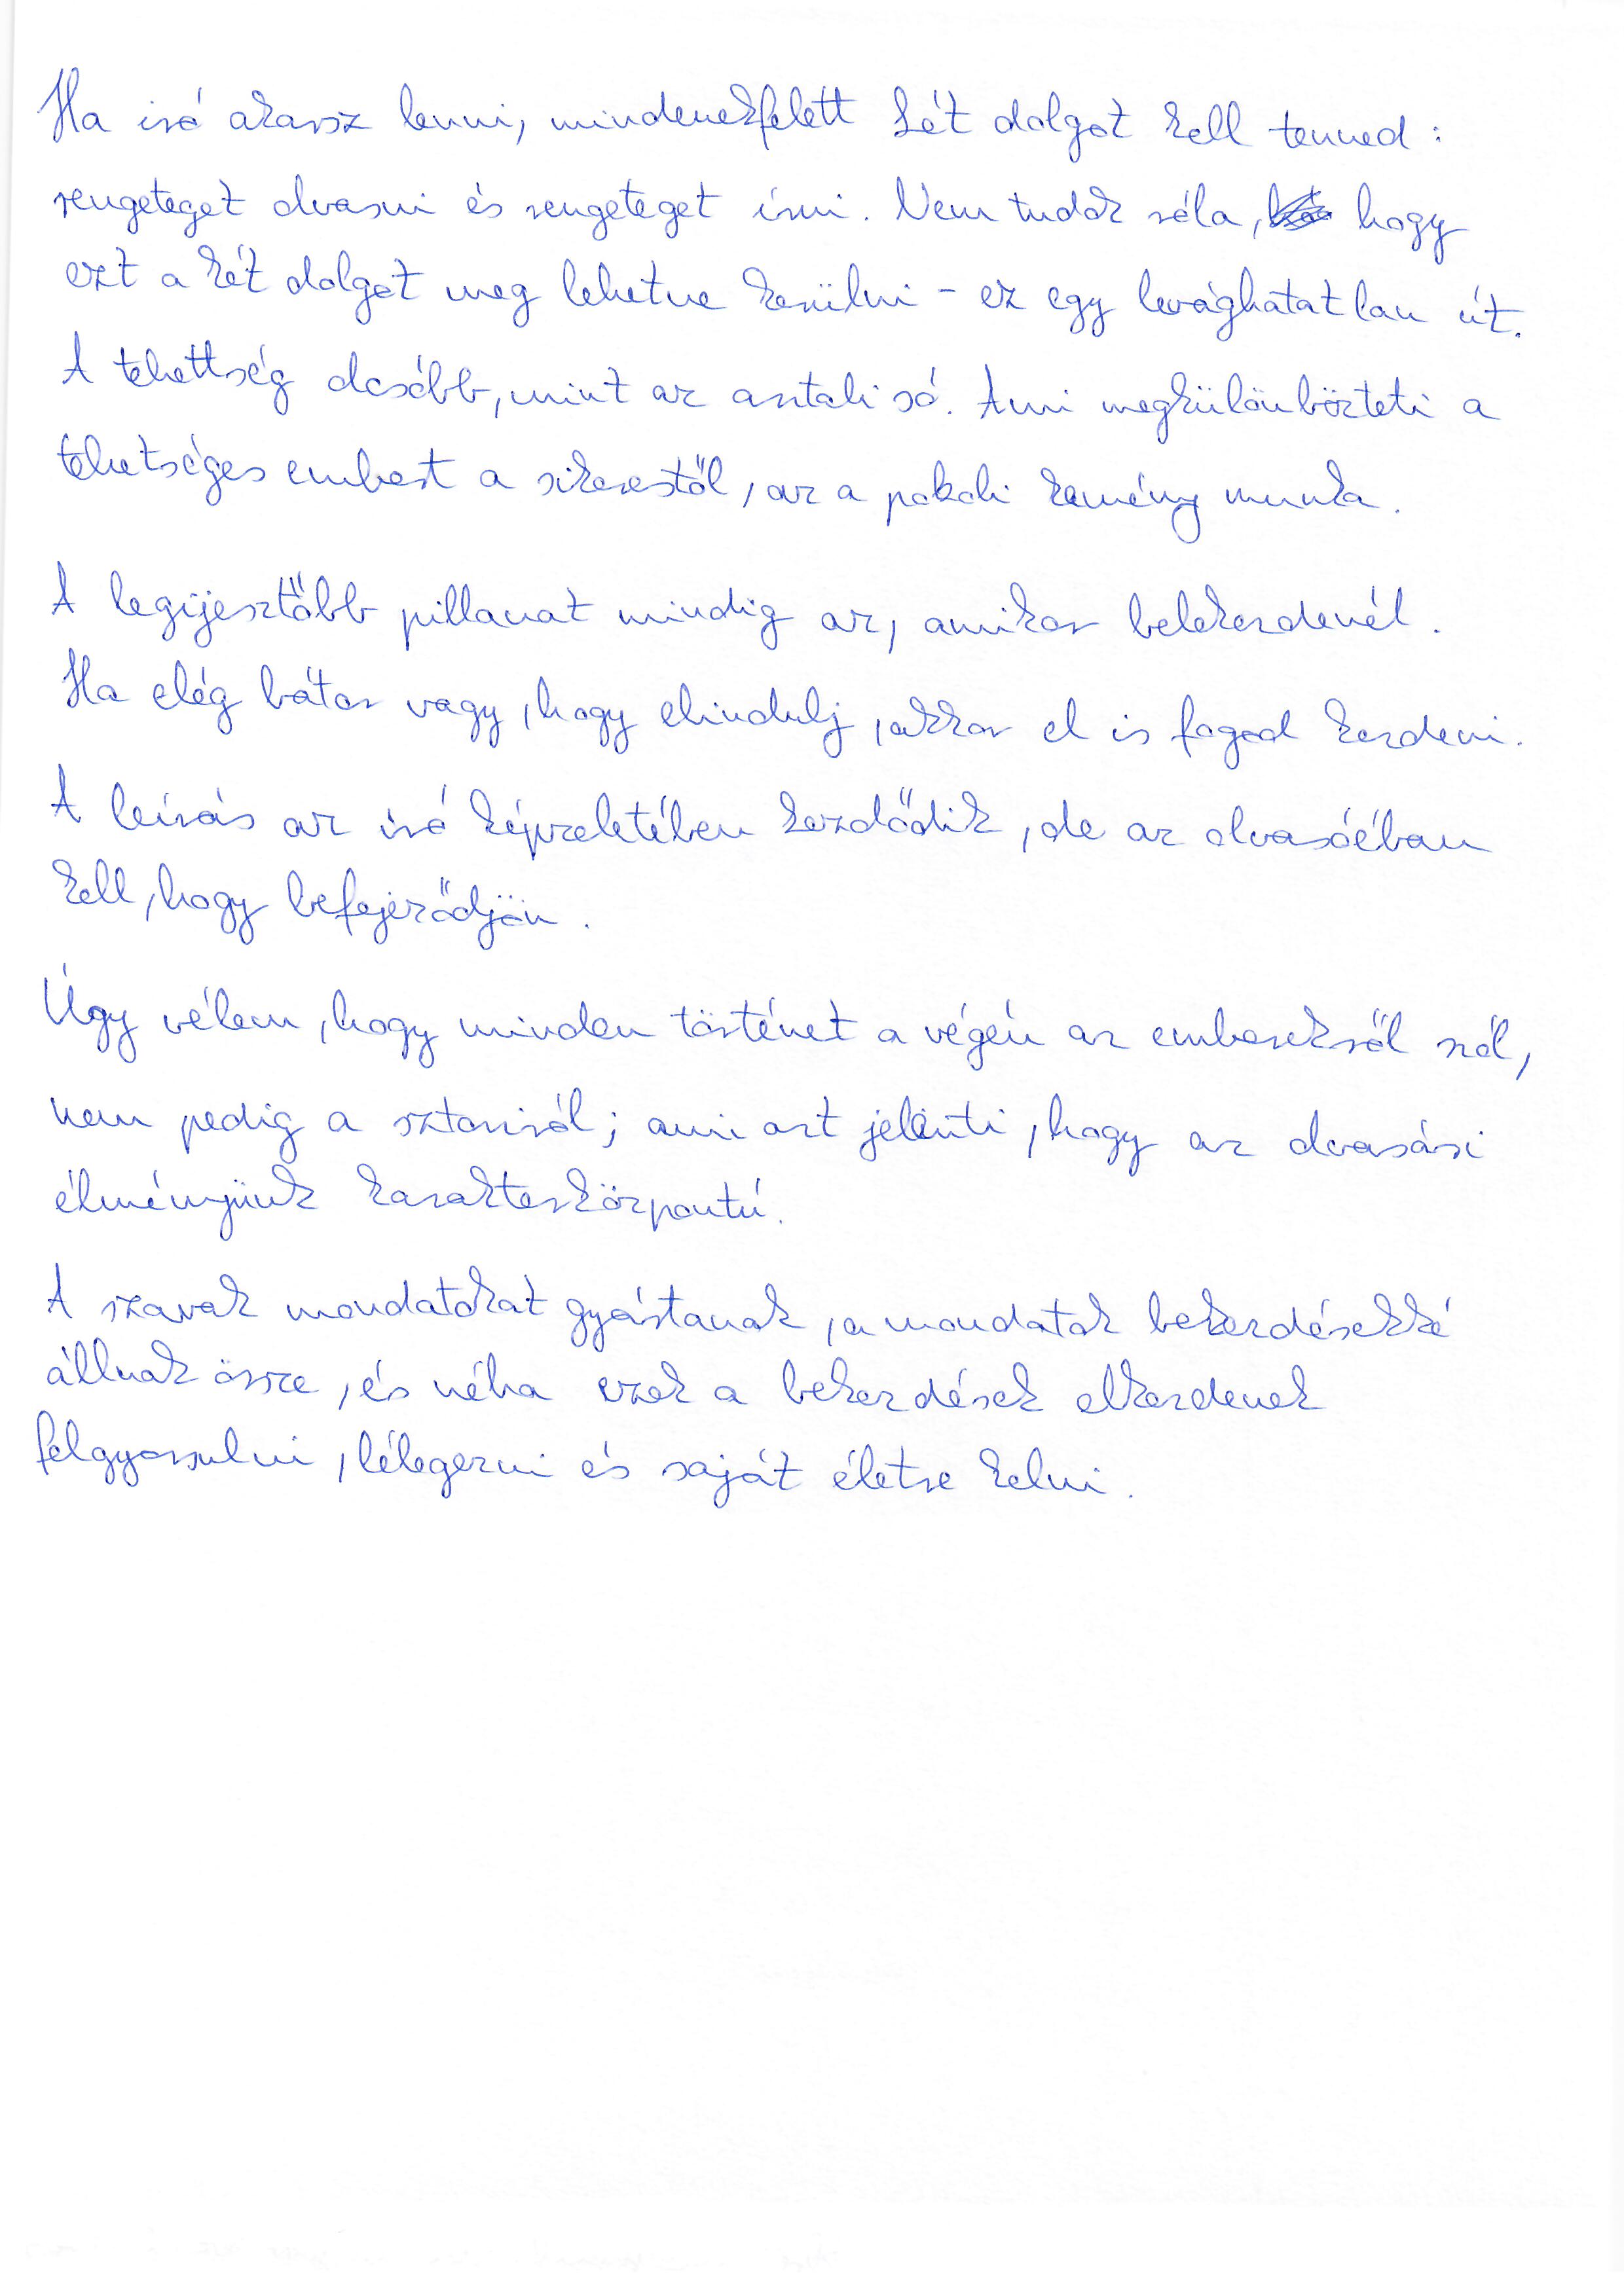 Ha iró akarsz lenni, mindenekfelett két dolgot kell tenned:
rengeteget olvasni és rengeteget írni. Nem tudok róla, hogy
ezt a két dolgot meg lehetne kerülni - ez egy levághatatlan út.
A tehettség olcsóbb, mint az asztali só. Ami megkülönbözteti a
tehetséges embert a sikerestől, az a pokoli kemény munka.
A legijesztőbb pillanat mindig az, amikor belekezdenél.
Ha elég bátor vagy, hogy elindulj, akkor el is fogod kezdeni.
A leírás az író képzeletében kezdődik, de az olvasóéban
kell, hogy befejeződjön.
Úgy vélem, hogy minden történet a végén az emberekről szól,
nem pedig a sztoriról; ami azt jelenti, hogy az olvasási
élményünk karakterközpontú.
A szavak mondatokat gyártanak, a mondatok bekezdésekké
állnak össze, és néha ezek a bekezdések elkezdenek
felgyorsulni, lélegezni és saját életre kelni.